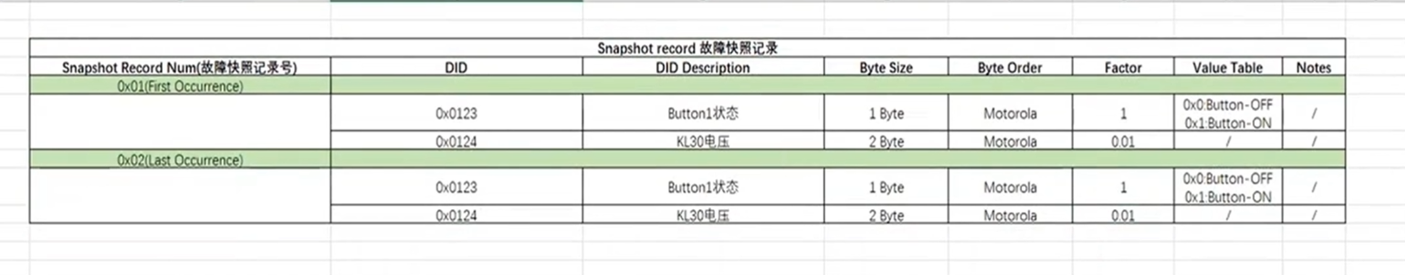 Snapshot record 故障快照记录
Snapshot Record Num(故障快照记录号) DID DID Description Byte Size Byte Order Factor Value Table Notes
0x01(First Occurrence)
0x0123 Button1状态 1 Byte Motorola 1 0x0:Button-OFF 0x1:Button-ON /
0x0124 KL30电压 2 Byte Motorola 0.01 / /
0x02(Last Occurrence)
0x0123 Button1状态 1 Byte Motorola 1 0x0:Button-OFF 0x1:Button-ON /
0x0124 KL30电压 2 Byte Motorola 0.01 / /